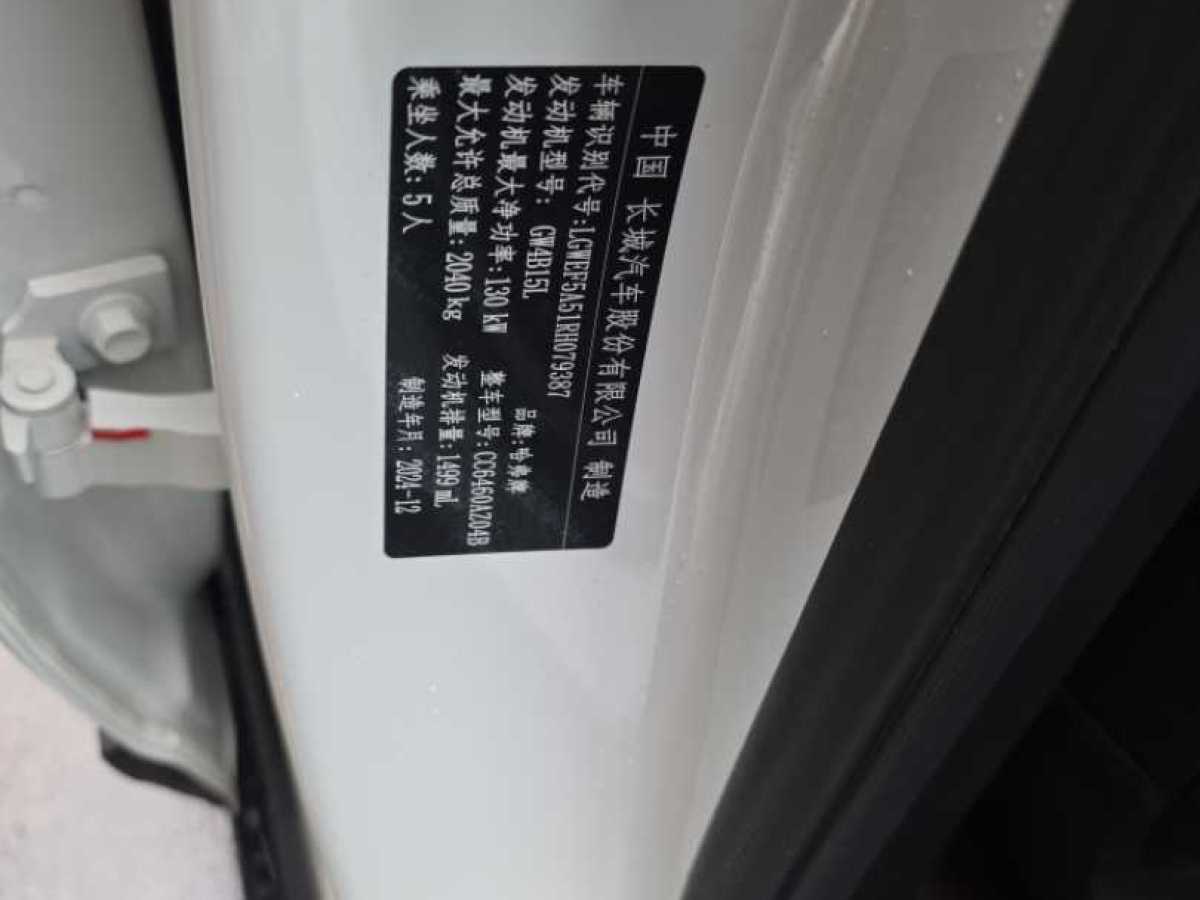 中国 长城汽车股份有限公司 制造
车辆识别代号:LGWEF5A51RH079387
品牌:哈弗牌
发动机型号: GW4B15L
整车型号:CC6460AZ04B
发动机最大净功率:130 kW
发动机排量:1499 mL
最大允许总质量:2040 kg
制造年月: 2024-12
乘坐人数:5人